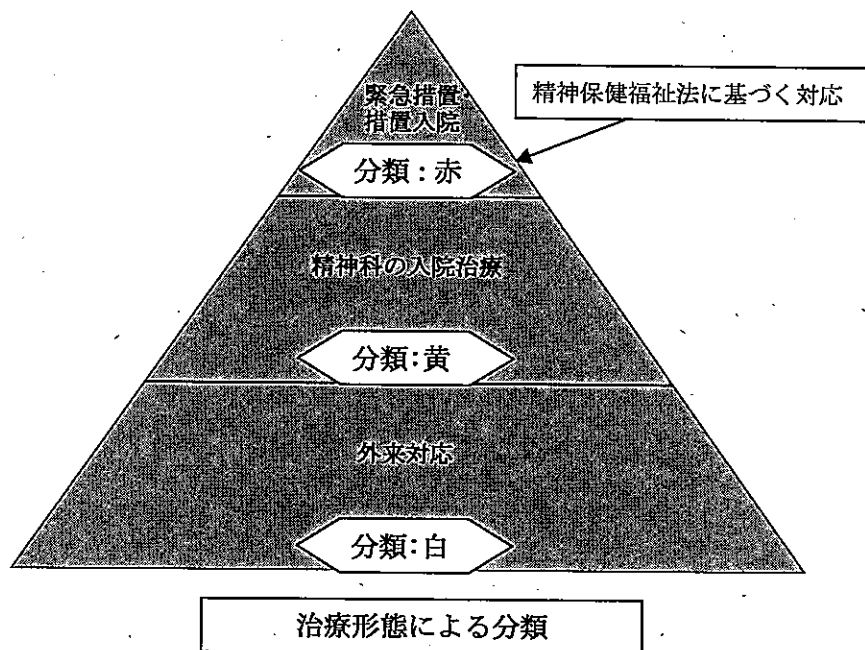 緊急措置・
措置入院
精神保健福祉法に基づく対応
分類:赤
精神科の入院治療
分類:黄
外来対応
分類:白
治療形態による分類